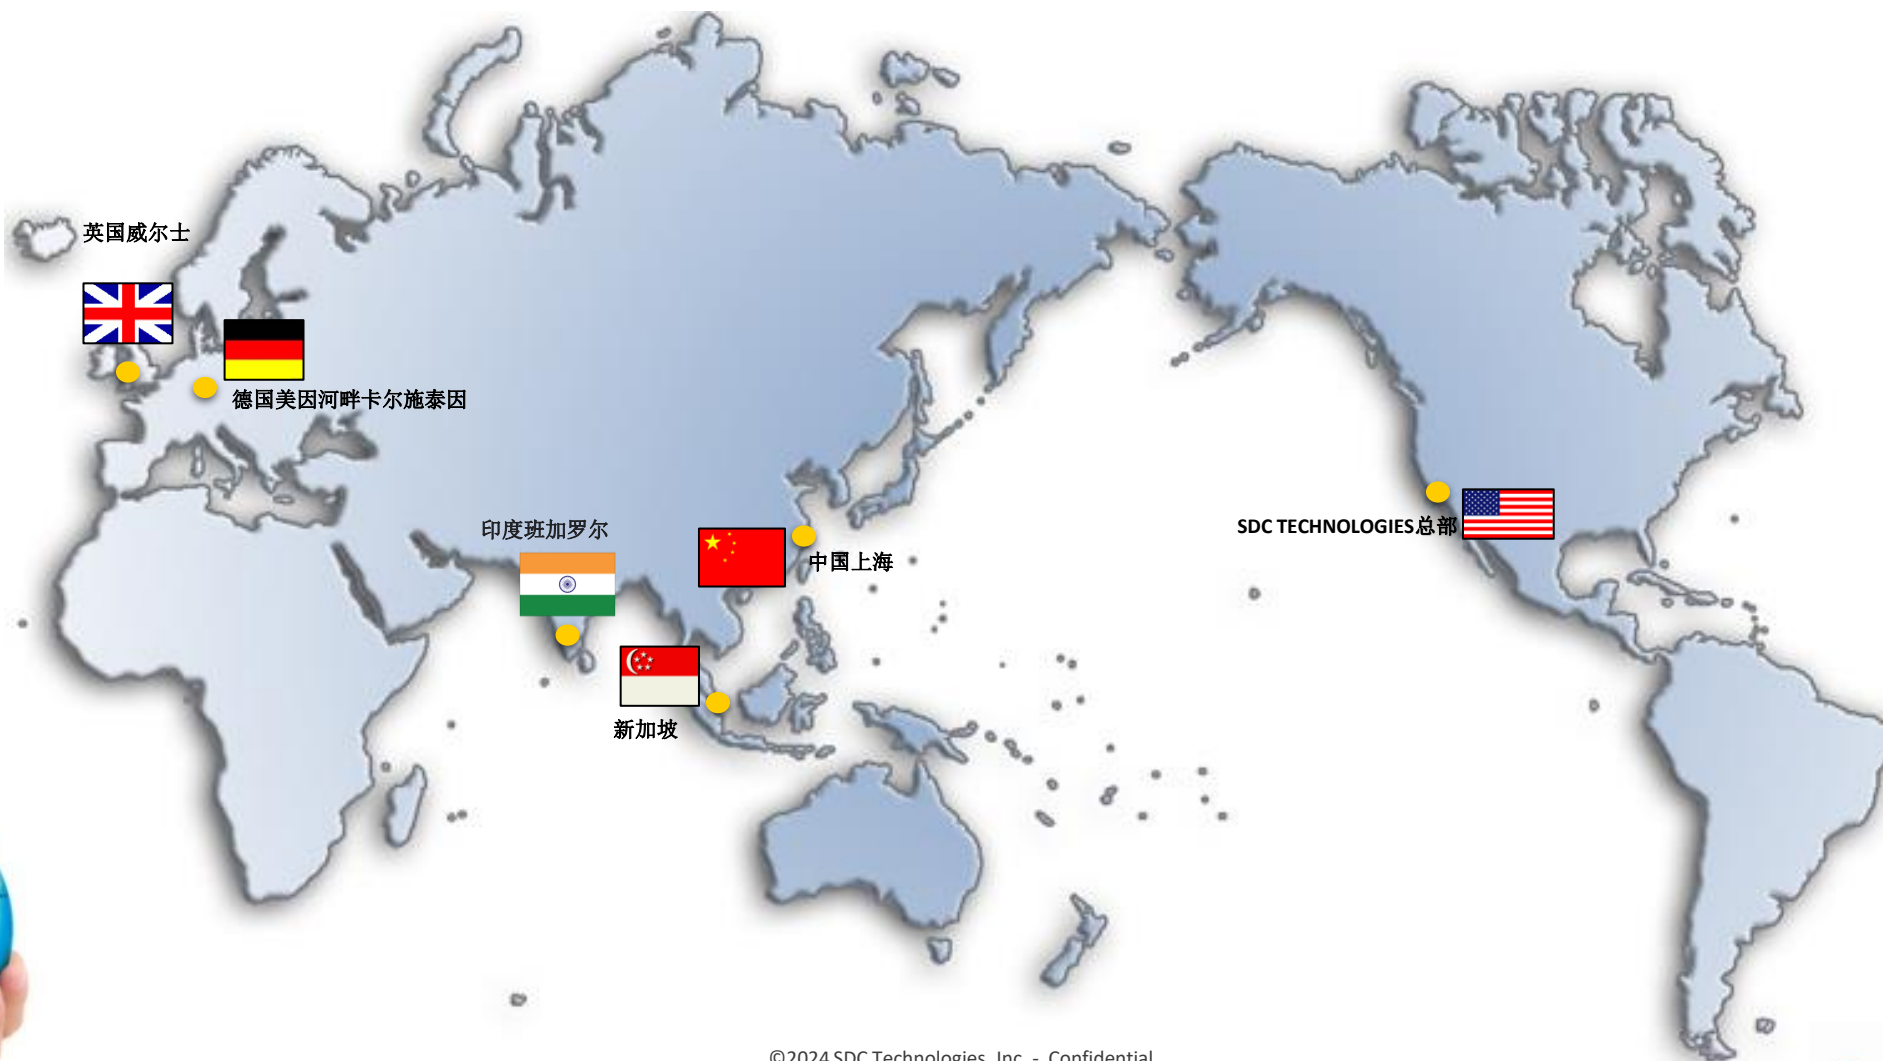 英国威尔士
德国美因河畔卡尔施泰因
印度班加罗尔
中国上海
SDC TECHNOLOGIES总部
新加坡
©2024 SDC Technologies, Inc. - Confidential